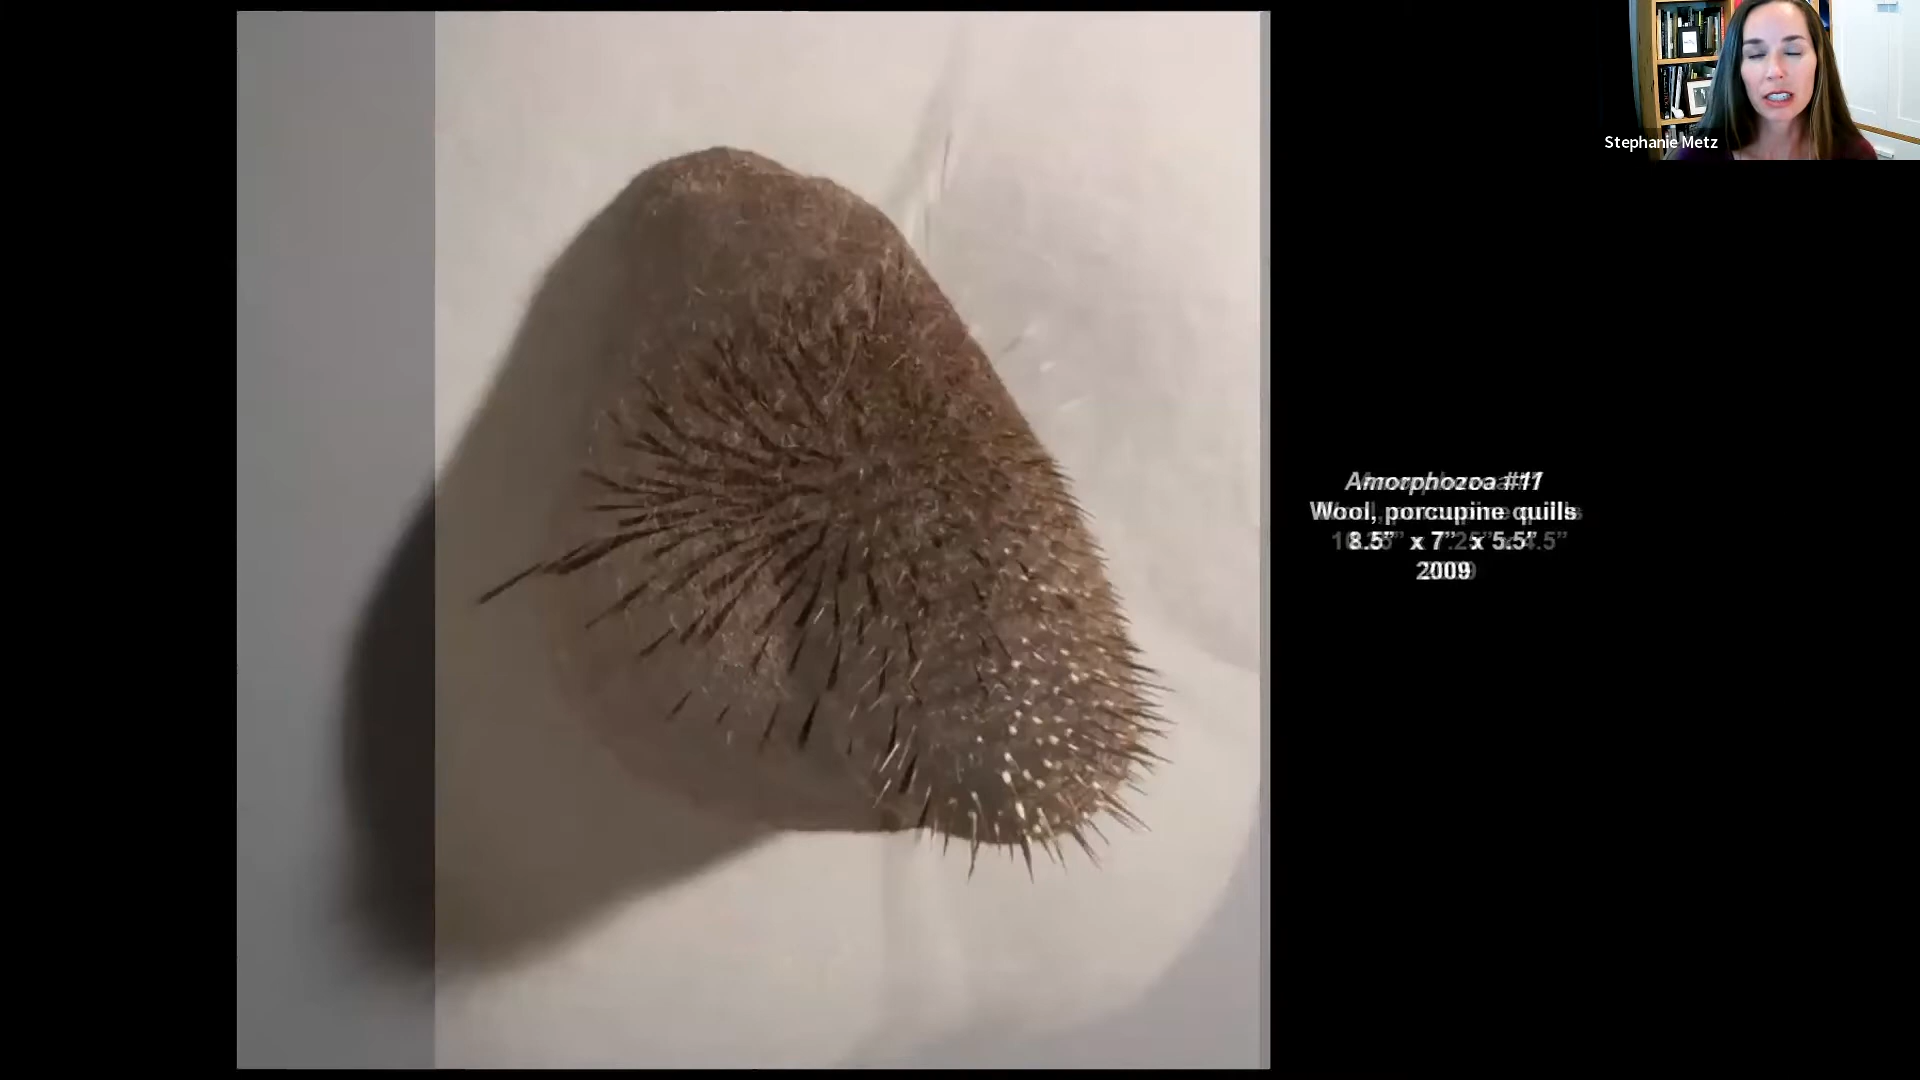 Stephanie Metz
Amorphozoa #11
Wool, porcupine quills
8.5” x 7” x 5.5”
2009